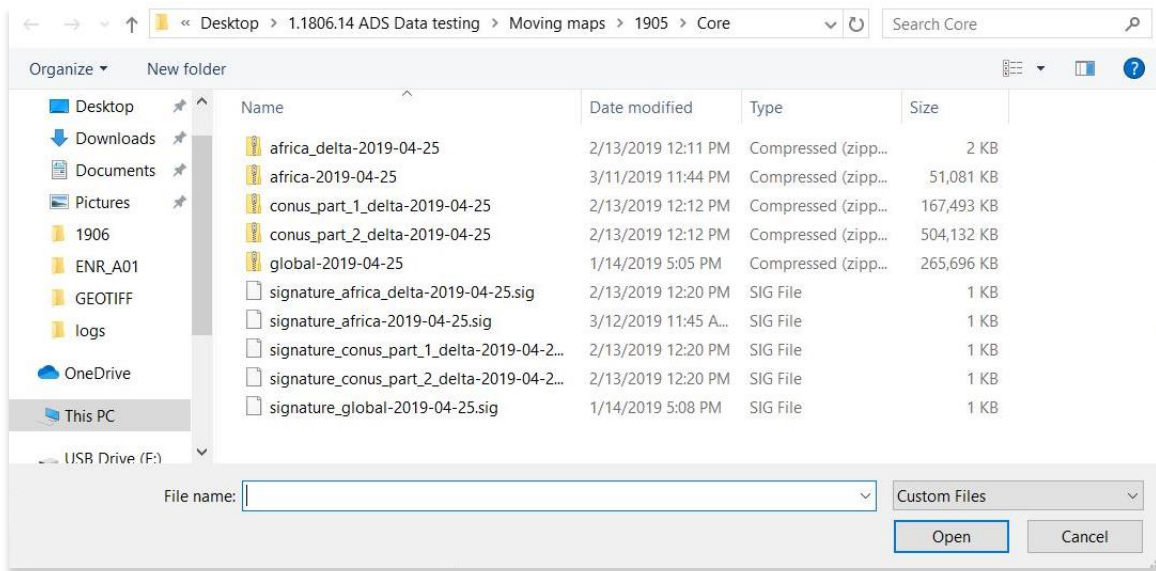 « Desktop > 1.1806.14 ADS Data testing > Moving maps > 1905 > Core
Search Core
Organize
New folder
?
Desktop
Downloads
Documents
Pictures
1906
ENR_A01
GEOTIFF
logs
OneDrive
This PC
USB Drive (F:)
Name Date modified Type Size
africa_delta-2019-04-25 2/13/2019 12:11 PM Compressed (zipp... 2 KB
africa-2019-04-25 3/11/2019 11:44 PM Compressed (zipp... 51,081 KB
conus_part_1_delta-2019-04-25 2/13/2019 12:12 PM Compressed (zipp... 167,493 KB
conus_part_2_delta-2019-04-25 2/13/2019 12:12 PM Compressed (zipp... 504,132 KB
global-2019-04-25 1/14/2019 5:05 PM Compressed (zipp... 265,696 KB
signature_africa_delta-2019-04-25.sig 2/13/2019 12:20 PM SIG File 1 KB
signature_africa-2019-04-25.sig 3/12/2019 11:45 A... SIG File 1 KB
signature_conus_part_1_delta-2019-04-2... 2/13/2019 12:20 PM SIG File 1 KB
signature_conus_part_2_delta-2019-04-2... 2/13/2019 12:20 PM SIG File 1 KB
signature_global-2019-04-25.sig 1/14/2019 5:08 PM SIG File 1 KB
File name:
Custom Files
Open
Cancel